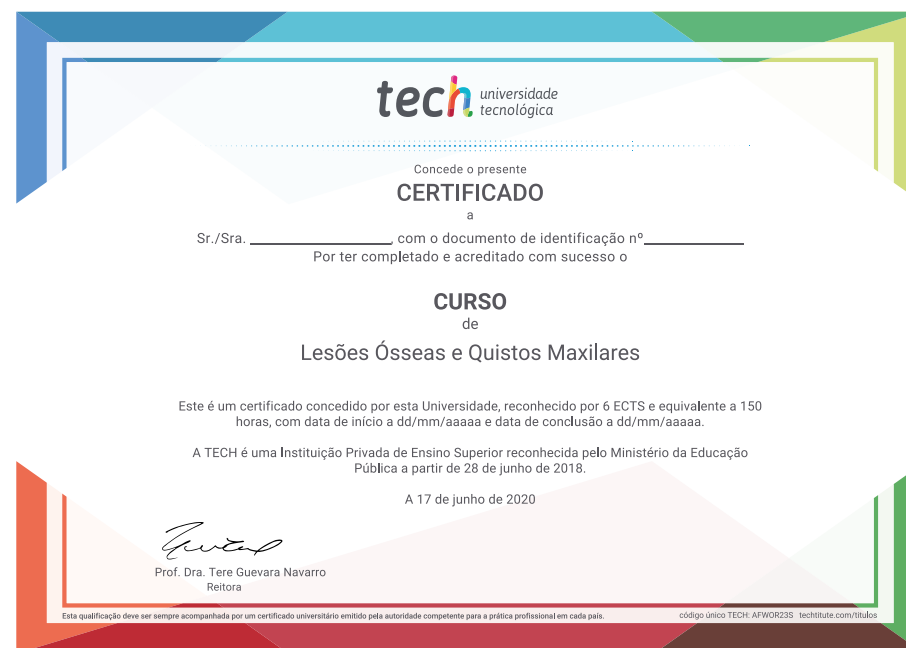 tech universidade
tecnológica
Concede o presente
CERTIFICADO
a
Sr./Sra. ____________________, com o documento de identificação nº______________
Por ter completado e acreditado com sucesso o
CURSO
de
Lesões Ósseas e Quistos Maxilares
Este é um certificado concedido por esta Universidade, reconhecido por 6 ECTS e equivalente a 150
horas, com data de início a dd/mm/aaaaa e data de conclusão a dd/mm/aaaaa.
A TECH é uma Instituição Privada de Ensino Superior reconhecida pelo Ministério da Educação
Pública a partir de 28 de junho de 2018.
A 17 de junho de 2020
Prof. Dra. Tere Guevara Navarro
Reitora
Esta qualificação deve ser sempre acompanhada por um certificado universitário emitido pela autoridade competente para a prática profissional em cada país.
código único TECH: AFWOR23S techtitute.com/titulos